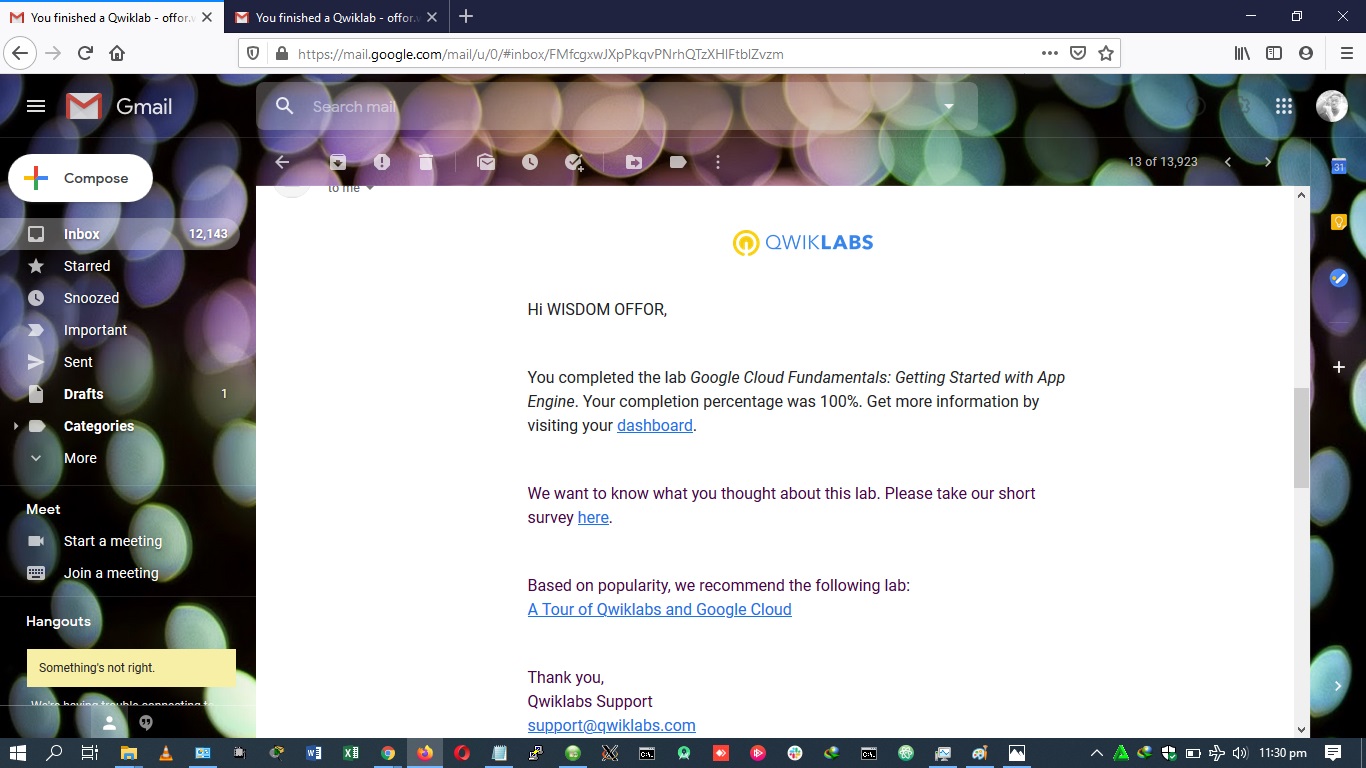 You finished a Qwiklab - offor.w
You finished a Qwiklab - offor.w
https://mail.google.com/mail/u/0/#inbox/FMfcgxwJXpPkqvPNrhQTzXHlFtblZvzm
Gmail
Search mail
Compose
13 of 13,923
to me
31
Inbox 12,143
Starred
Snoozed
Important
Sent
Drafts 1
Categories
More
Meet
Start a meeting
Join a meeting
Hangouts
Something's not right.
We're having trouble connecting to
QWIKLABS
Hi WISDOM OFFOR,
You completed the lab Google Cloud Fundamentals: Getting Started with App
Engine. Your completion percentage was 100%. Get more information by
visiting your dashboard.
We want to know what you thought about this lab. Please take our short
survey here.
Based on popularity, we recommend the following lab:
A Tour of Qwiklabs and Google Cloud
Thank you,
Qwiklabs Support
support@qwiklabs.com
11:30 pm